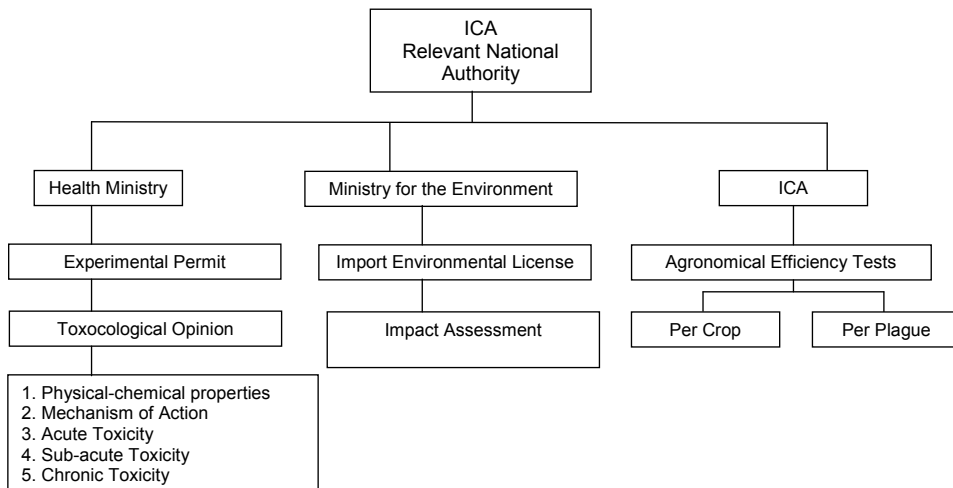 ICA
Relevant National
Authority
Health Ministry
Ministry for the Environment
ICA
Experimental Permit
Import Environmental License
Agronomical Efficiency Tests
Toxocological Opinion
Impact Assessment
Per Crop
Per Plague
1. Physical-chemical properties
2. Mechanism of Action
3. Acute Toxicity
4. Sub-acute Toxicity
5. Chronic Toxicity